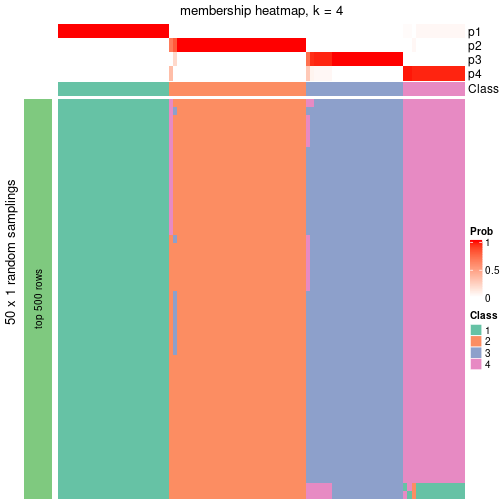 membership heatmap, k = 4
p1
p2
p3
p4
Class
50 x 1 random samplings
top 500 rows
Prob
1
0.5
0
Class
1
2
3
4